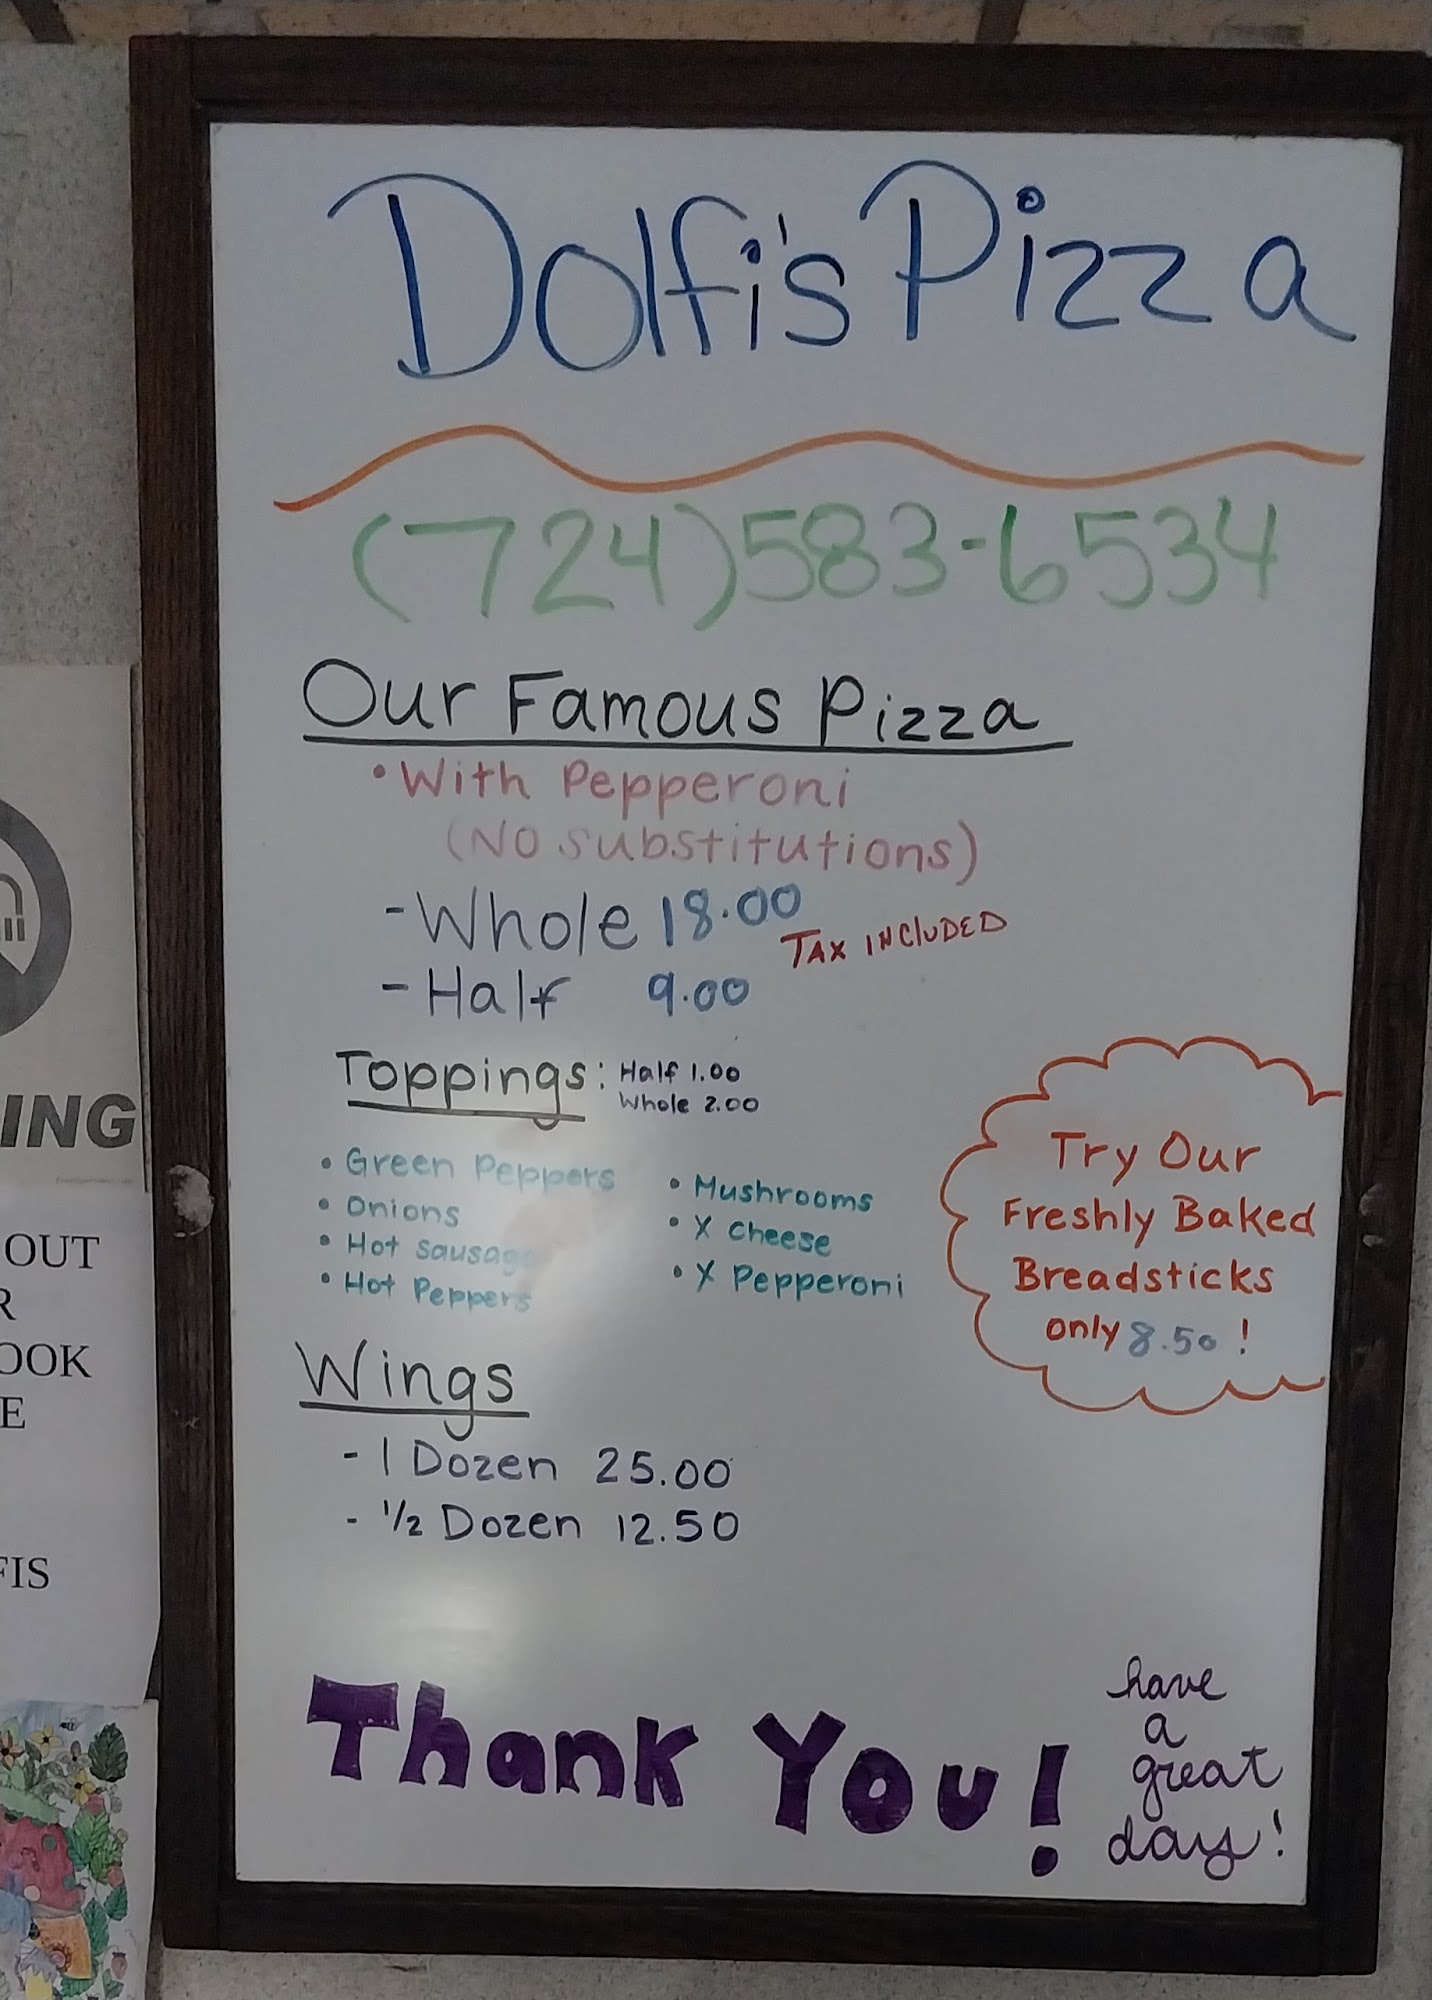 Dolfi's Pizza
(724)583-6534
Our Famous Pizza
• With Pepperoni
(No substitutions)
- Whole 18.00
TAX INCLUDED
- Half 9.00
Toppings: Half 1.00
Whole 2.00
• Green Peppers
• Onions
• Hot Sausage
• Hot Peppers
• Mushrooms
• X Cheese
• X Pepperoni
Try Our
Freshly Baked
Breadsticks
only 8.50!
Wings
- 1 Dozen 25.00
- 1/2 Dozen 12.50
Thank You!
have
a
great
day!
ING
OUT
R
OOK
E
FIS